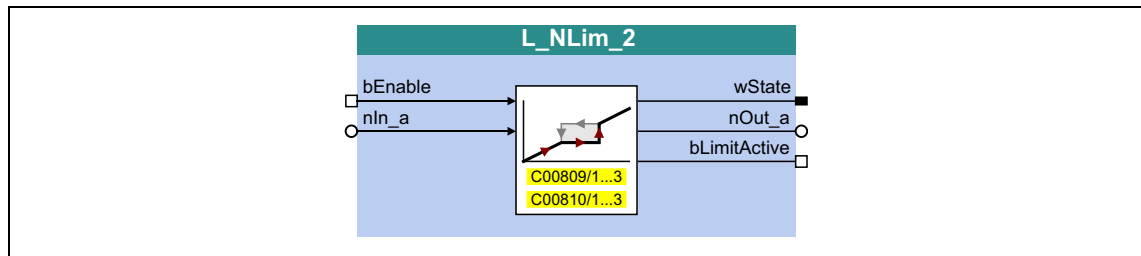 L_NLim_2
bEnable
wState
nIn_a
nOut_a
bLimitActive
C00809/1...3
C00810/1...3